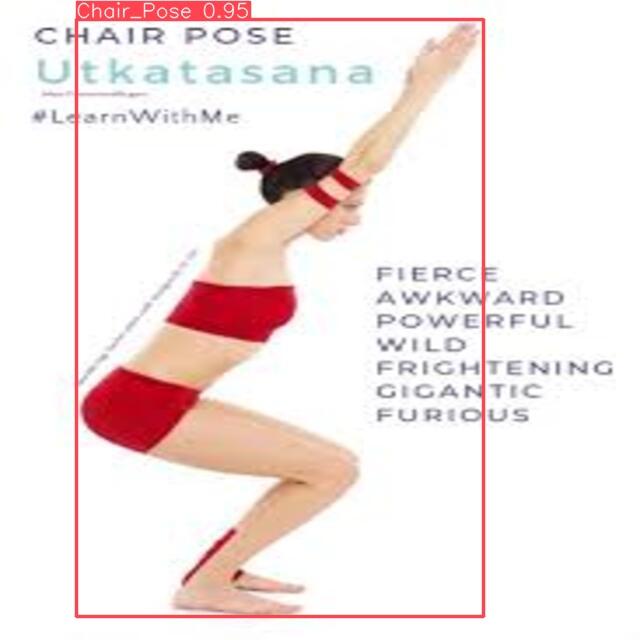 Chair_Pose 0.95
CHAIR POSE
Utkatasana
#LearnWithMe
FIERCE
AWKWARD
POWERFUL
WILD
FRIGHTENING
GIGANTIC
FURIOUS